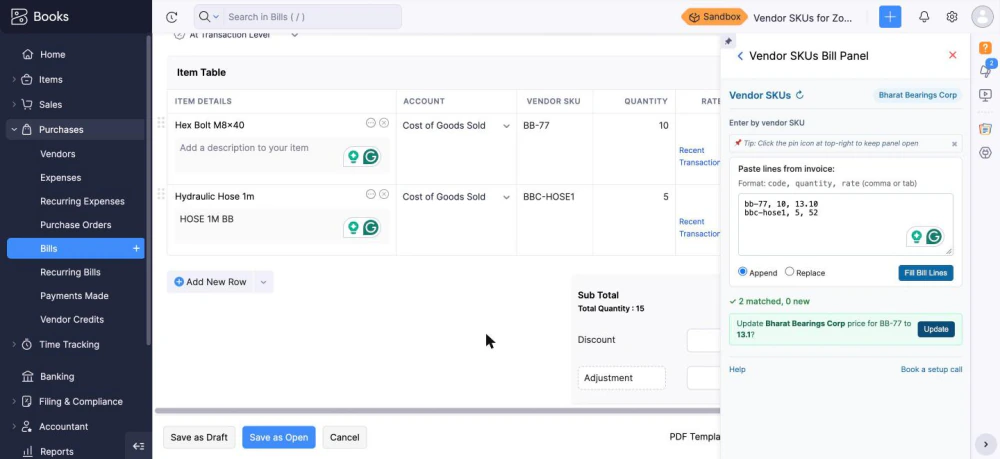 Books
Search in Bills ( / )
Sandbox
Vendor SKUs for Zo...
Home
Items
Sales
Purchases
Vendors
Expenses
Recurring Expenses
Purchase Orders
Bills
Recurring Bills
Payments Made
Vendor Credits
Time Tracking
Banking
Filing & Compliance
Accountant
Reports
At Transaction Level
Item Table
ITEM DETAILS
ACCOUNT
VENDOR SKU
QUANTITY
RATE
Hex Bolt M8×40
Cost of Goods Sold
BB-77
10
Add a description to your item
Recent
Transaction
Hydraulic Hose 1m
Cost of Goods Sold
BBC-HOSE1
5
HOSE 1M BB
Recent
Transaction
Add New Row
Sub Total
Total Quantity : 15
Discount
Adjustment
Save as Draft
Save as Open
Cancel
PDF Templa
Vendor SKUs Bill Panel
Vendor SKUs
Bharat Bearings Corp
Enter by vendor SKU
Tip: Click the pin icon at top-right to keep panel open
Paste lines from invoice:
Format: code, quantity, rate (comma or tab)
bb-77, 10, 13.10
bbc-hose1, 5, 52
Append
Replace
Fill Bill Lines
✓ 2 matched, 0 new
Update Bharat Bearings Corp price for BB-77 to
13.1?
Update
Help
Book a setup call
2